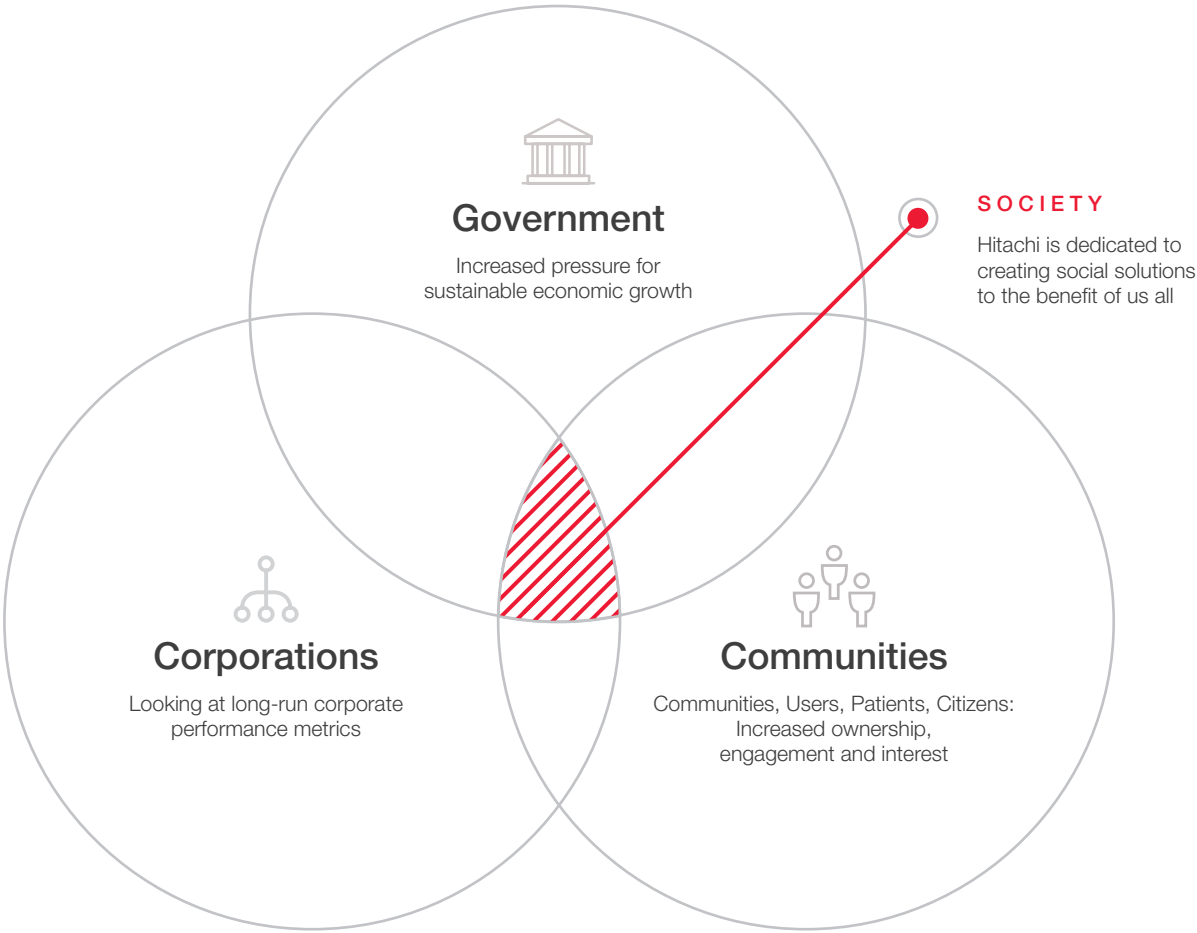 Government
Increased pressure for
sustainable economic growth
SOCIETY
Hitachi is dedicated to
creating social solutions
to the benefit of us all
Corporations
Looking at long-run corporate
performance metrics
Communities
Communities, Users, Patients, Citizens:
Increased ownership,
engagement and interest